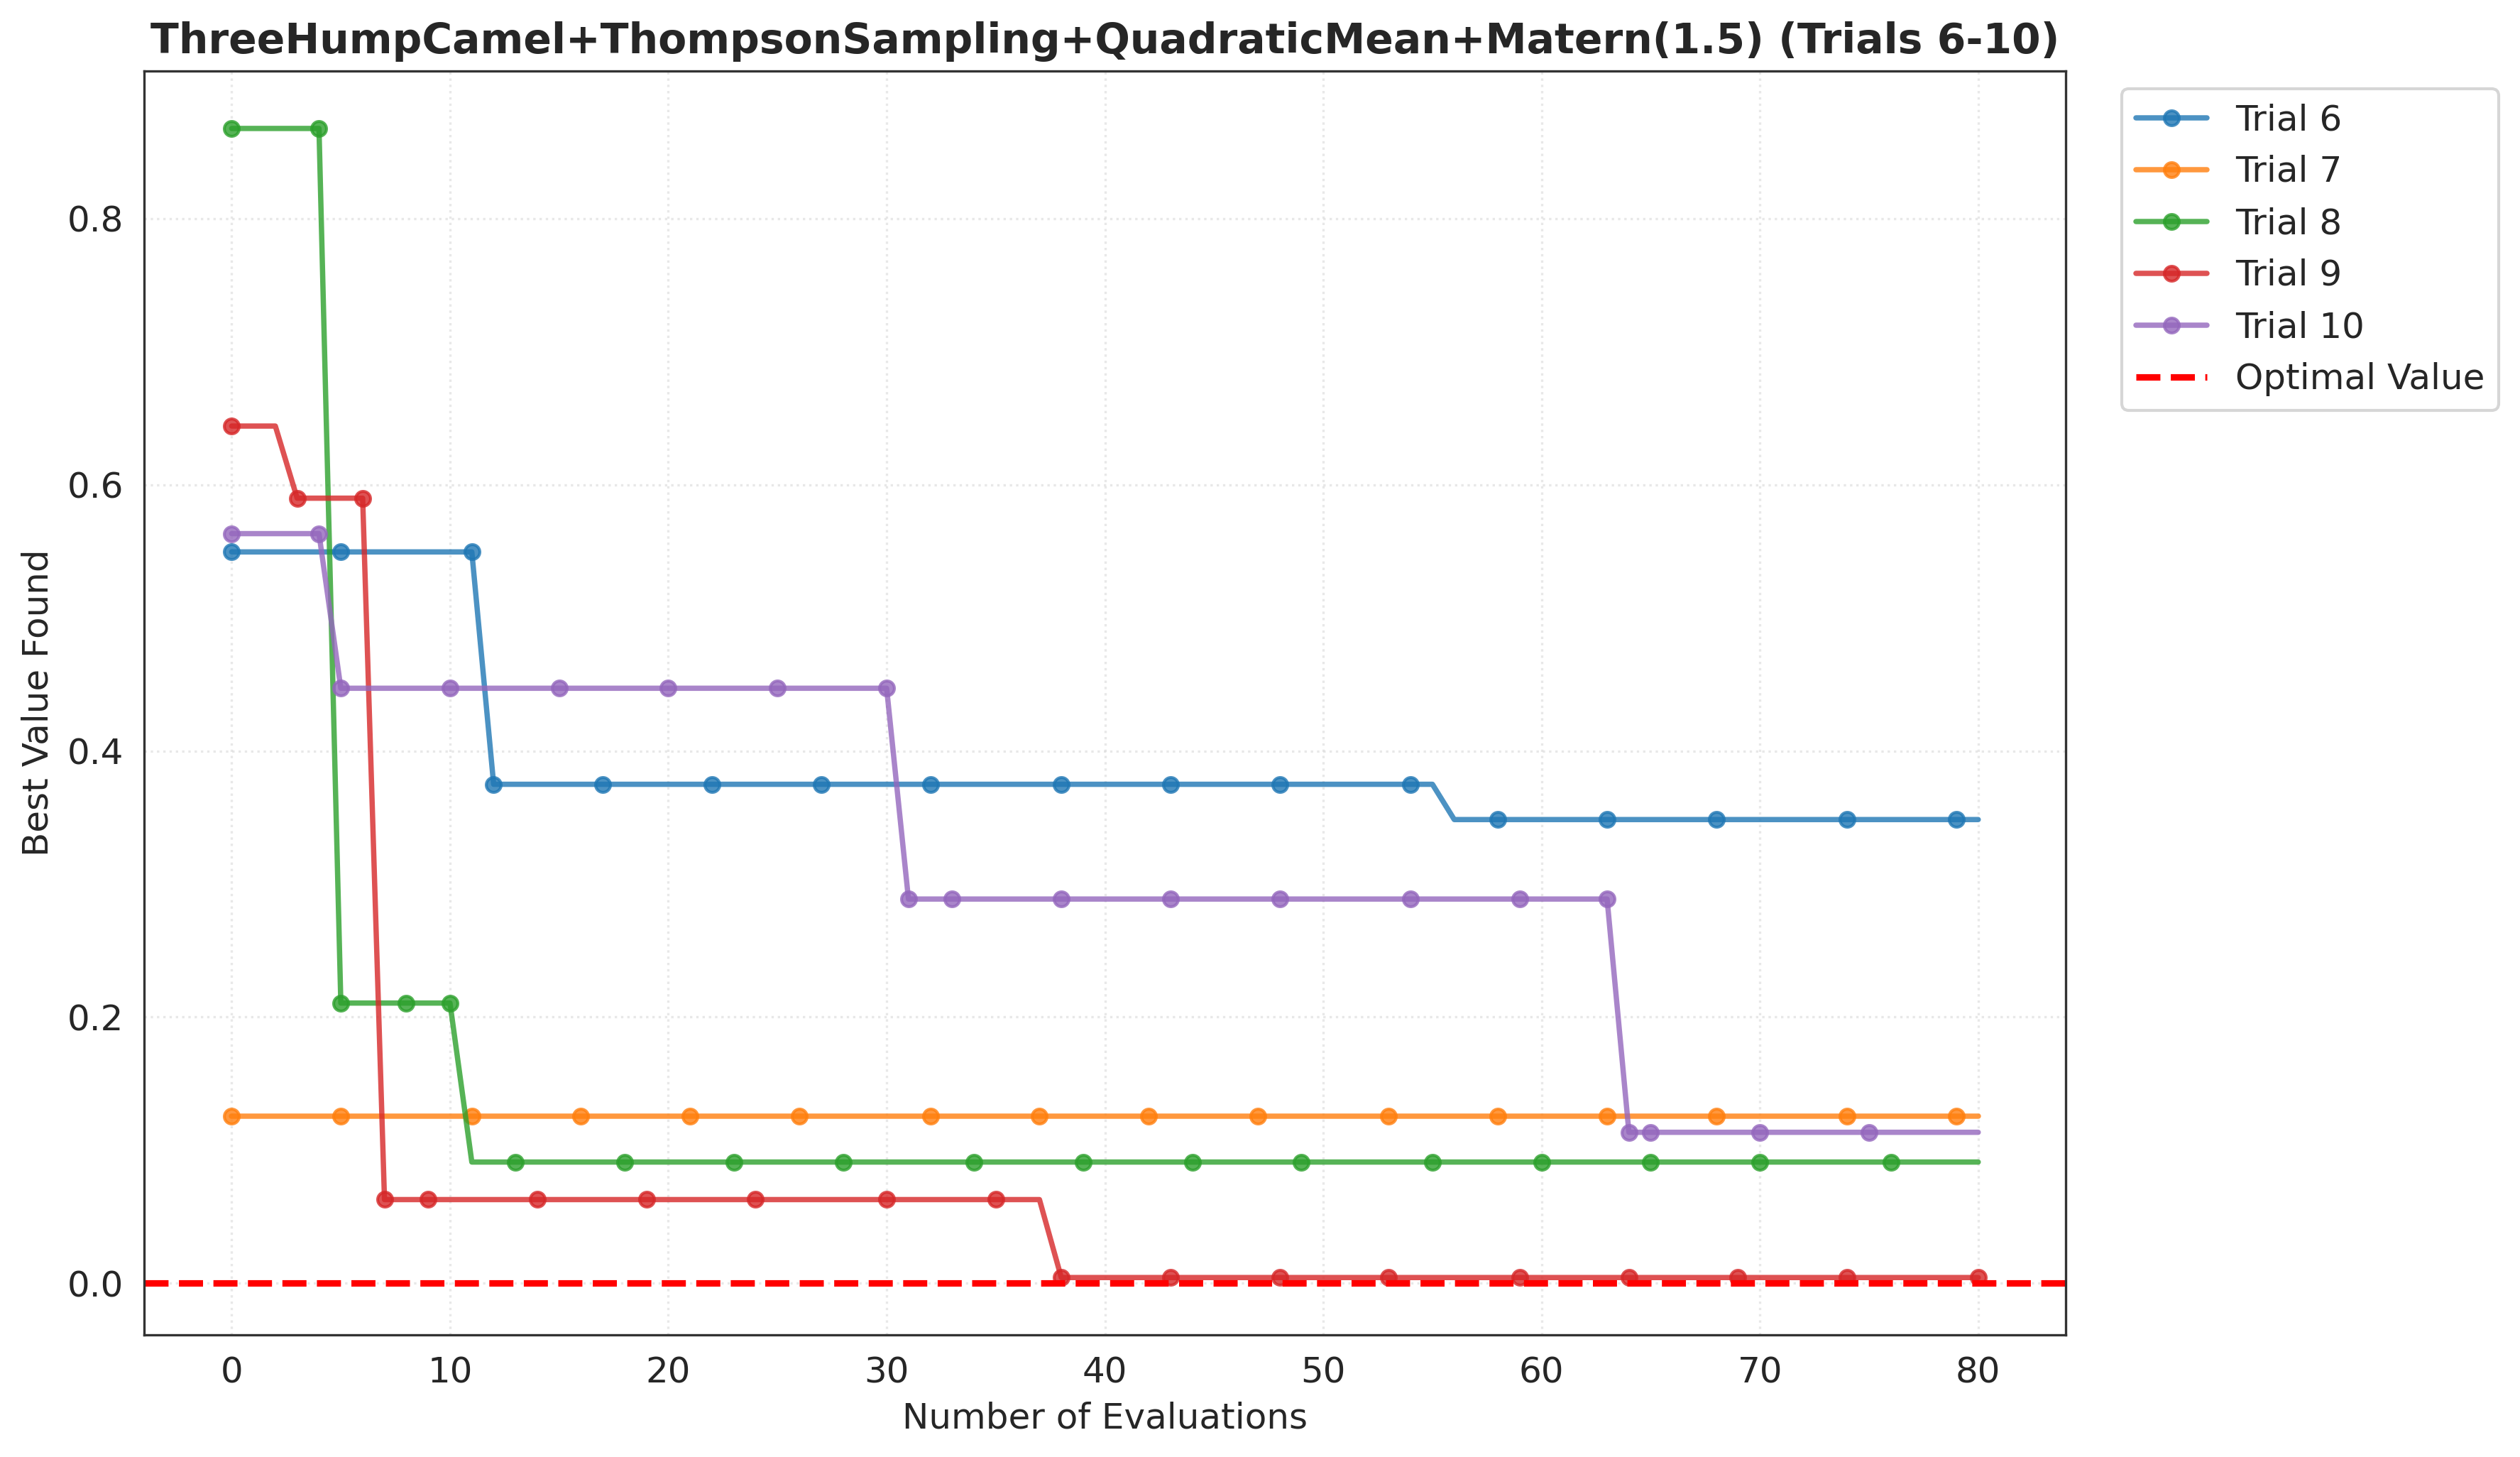 ThreeHumpCamel+ThompsonSampling+QuadraticMean+Matern(1.5) (Trials 6-10)
Trial 6
Trial 7
Trial 8
Trial 9
Trial 10
Optimal Value
Best Value Found
0.8
0.6
0.4
0.2
0.0
0 10 20 30 40 50 60 70 80
Number of Evaluations